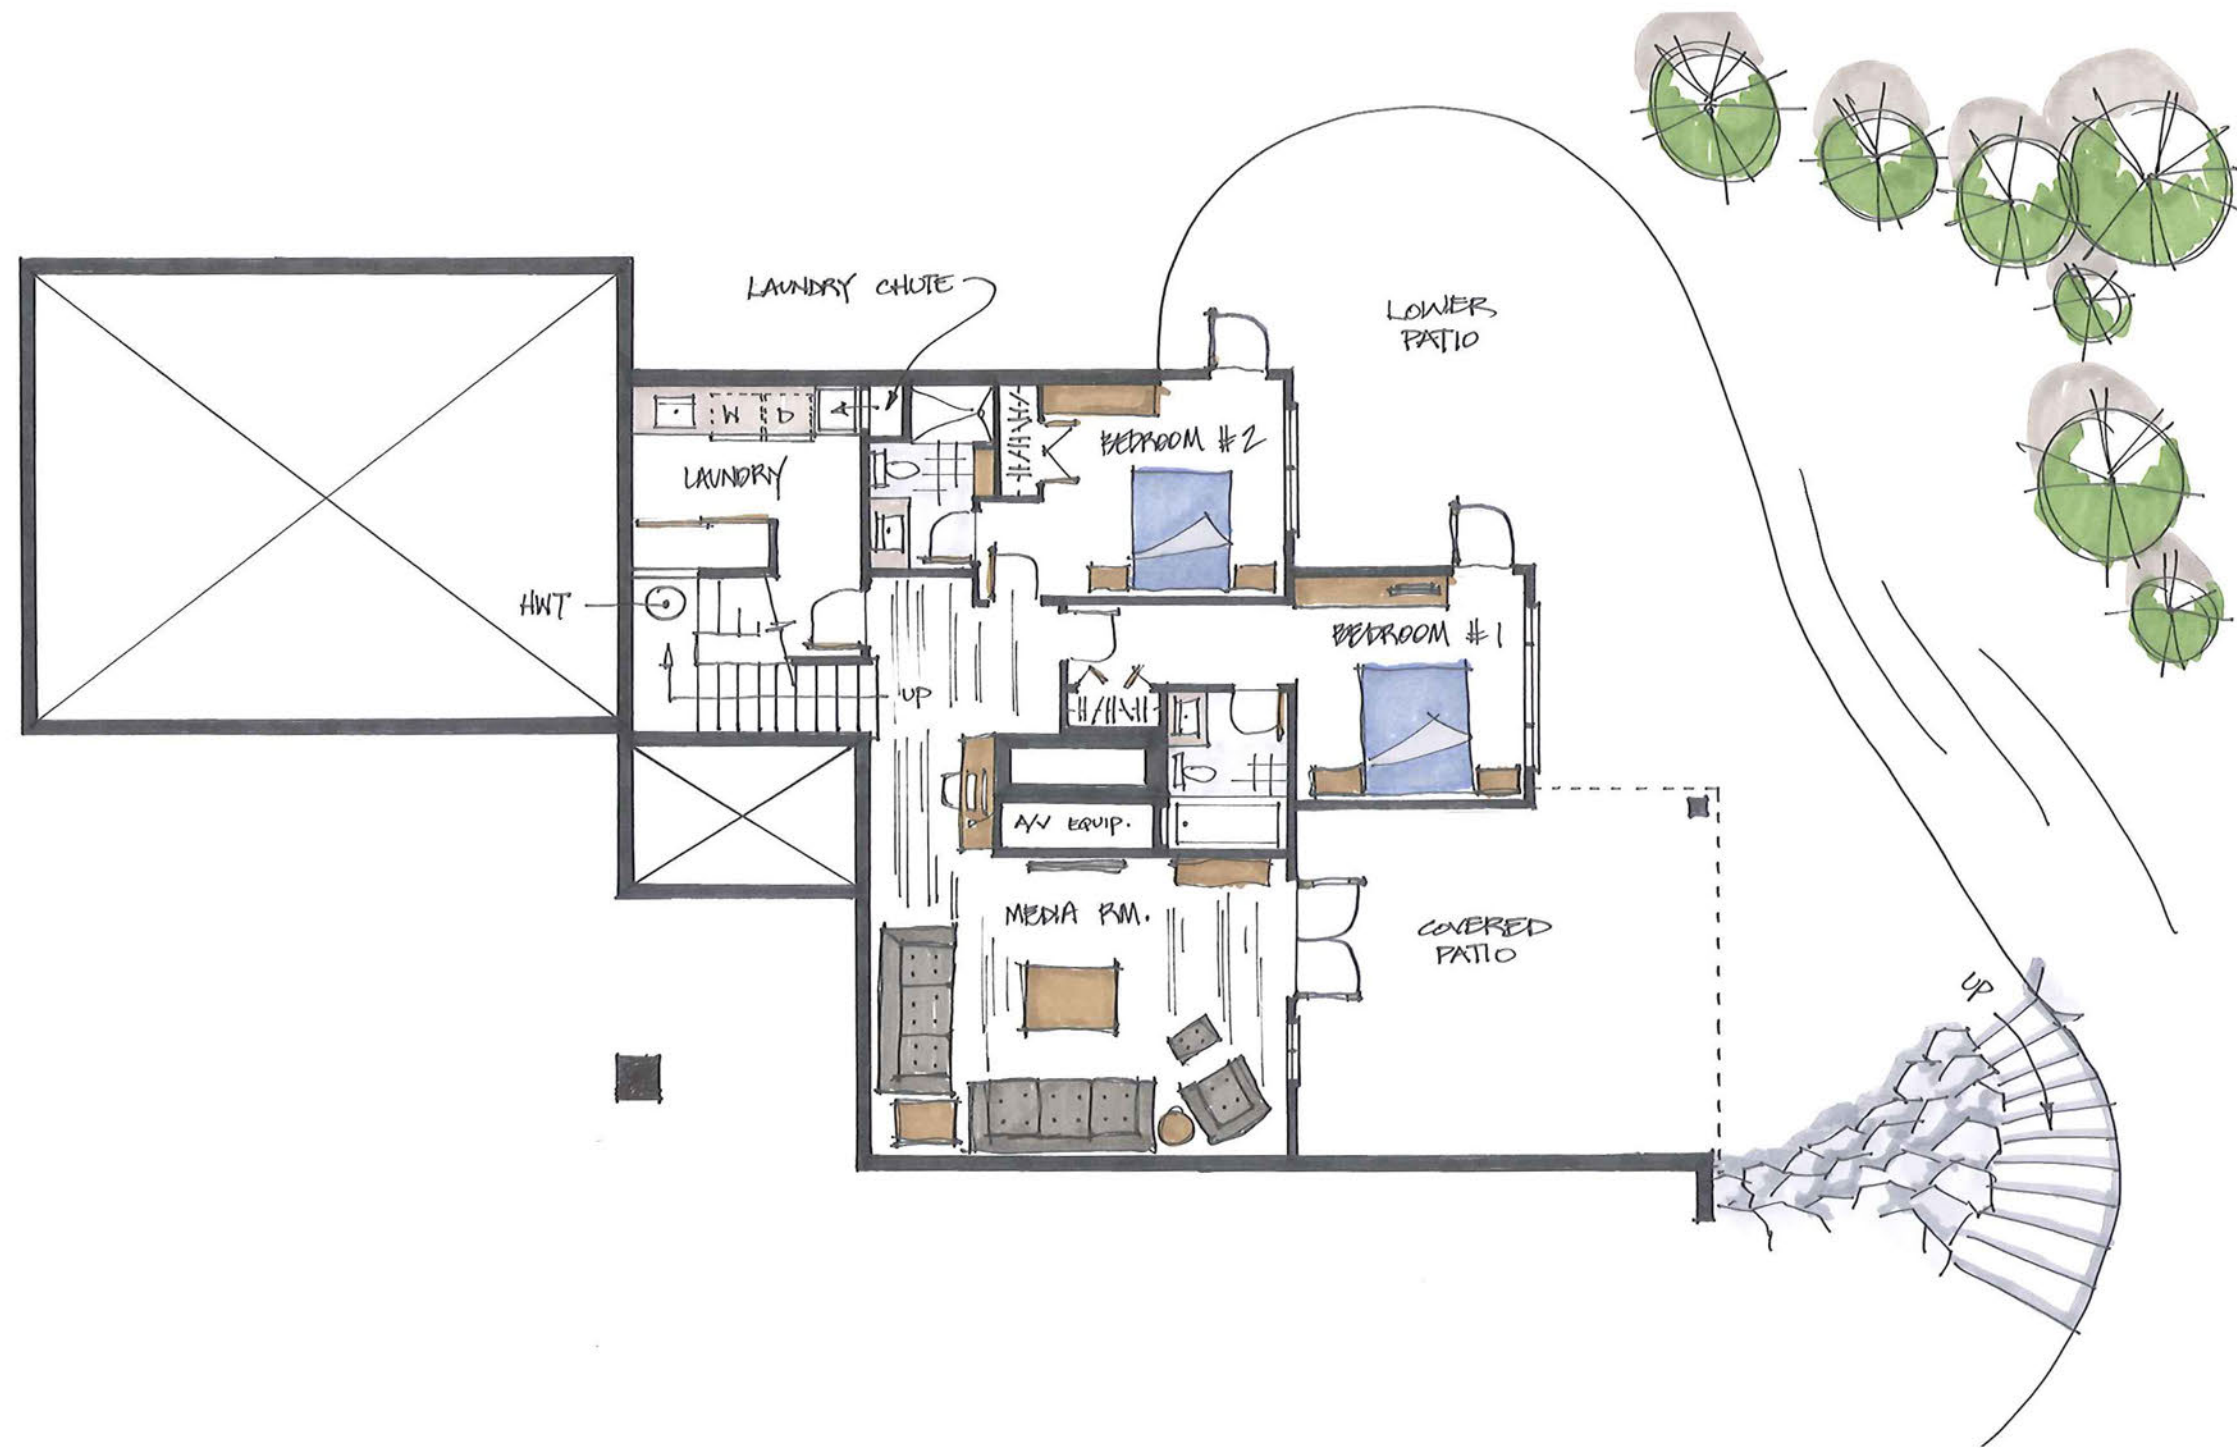 LAUNDRY CHUTE
LOWER
PATIO
W
D
BEDROOM #2
LAUNDRY
HWT
BEDROOM #1
UP
A/V EQUIP.
MEDIA RM.
COVERED
PATIO
UP